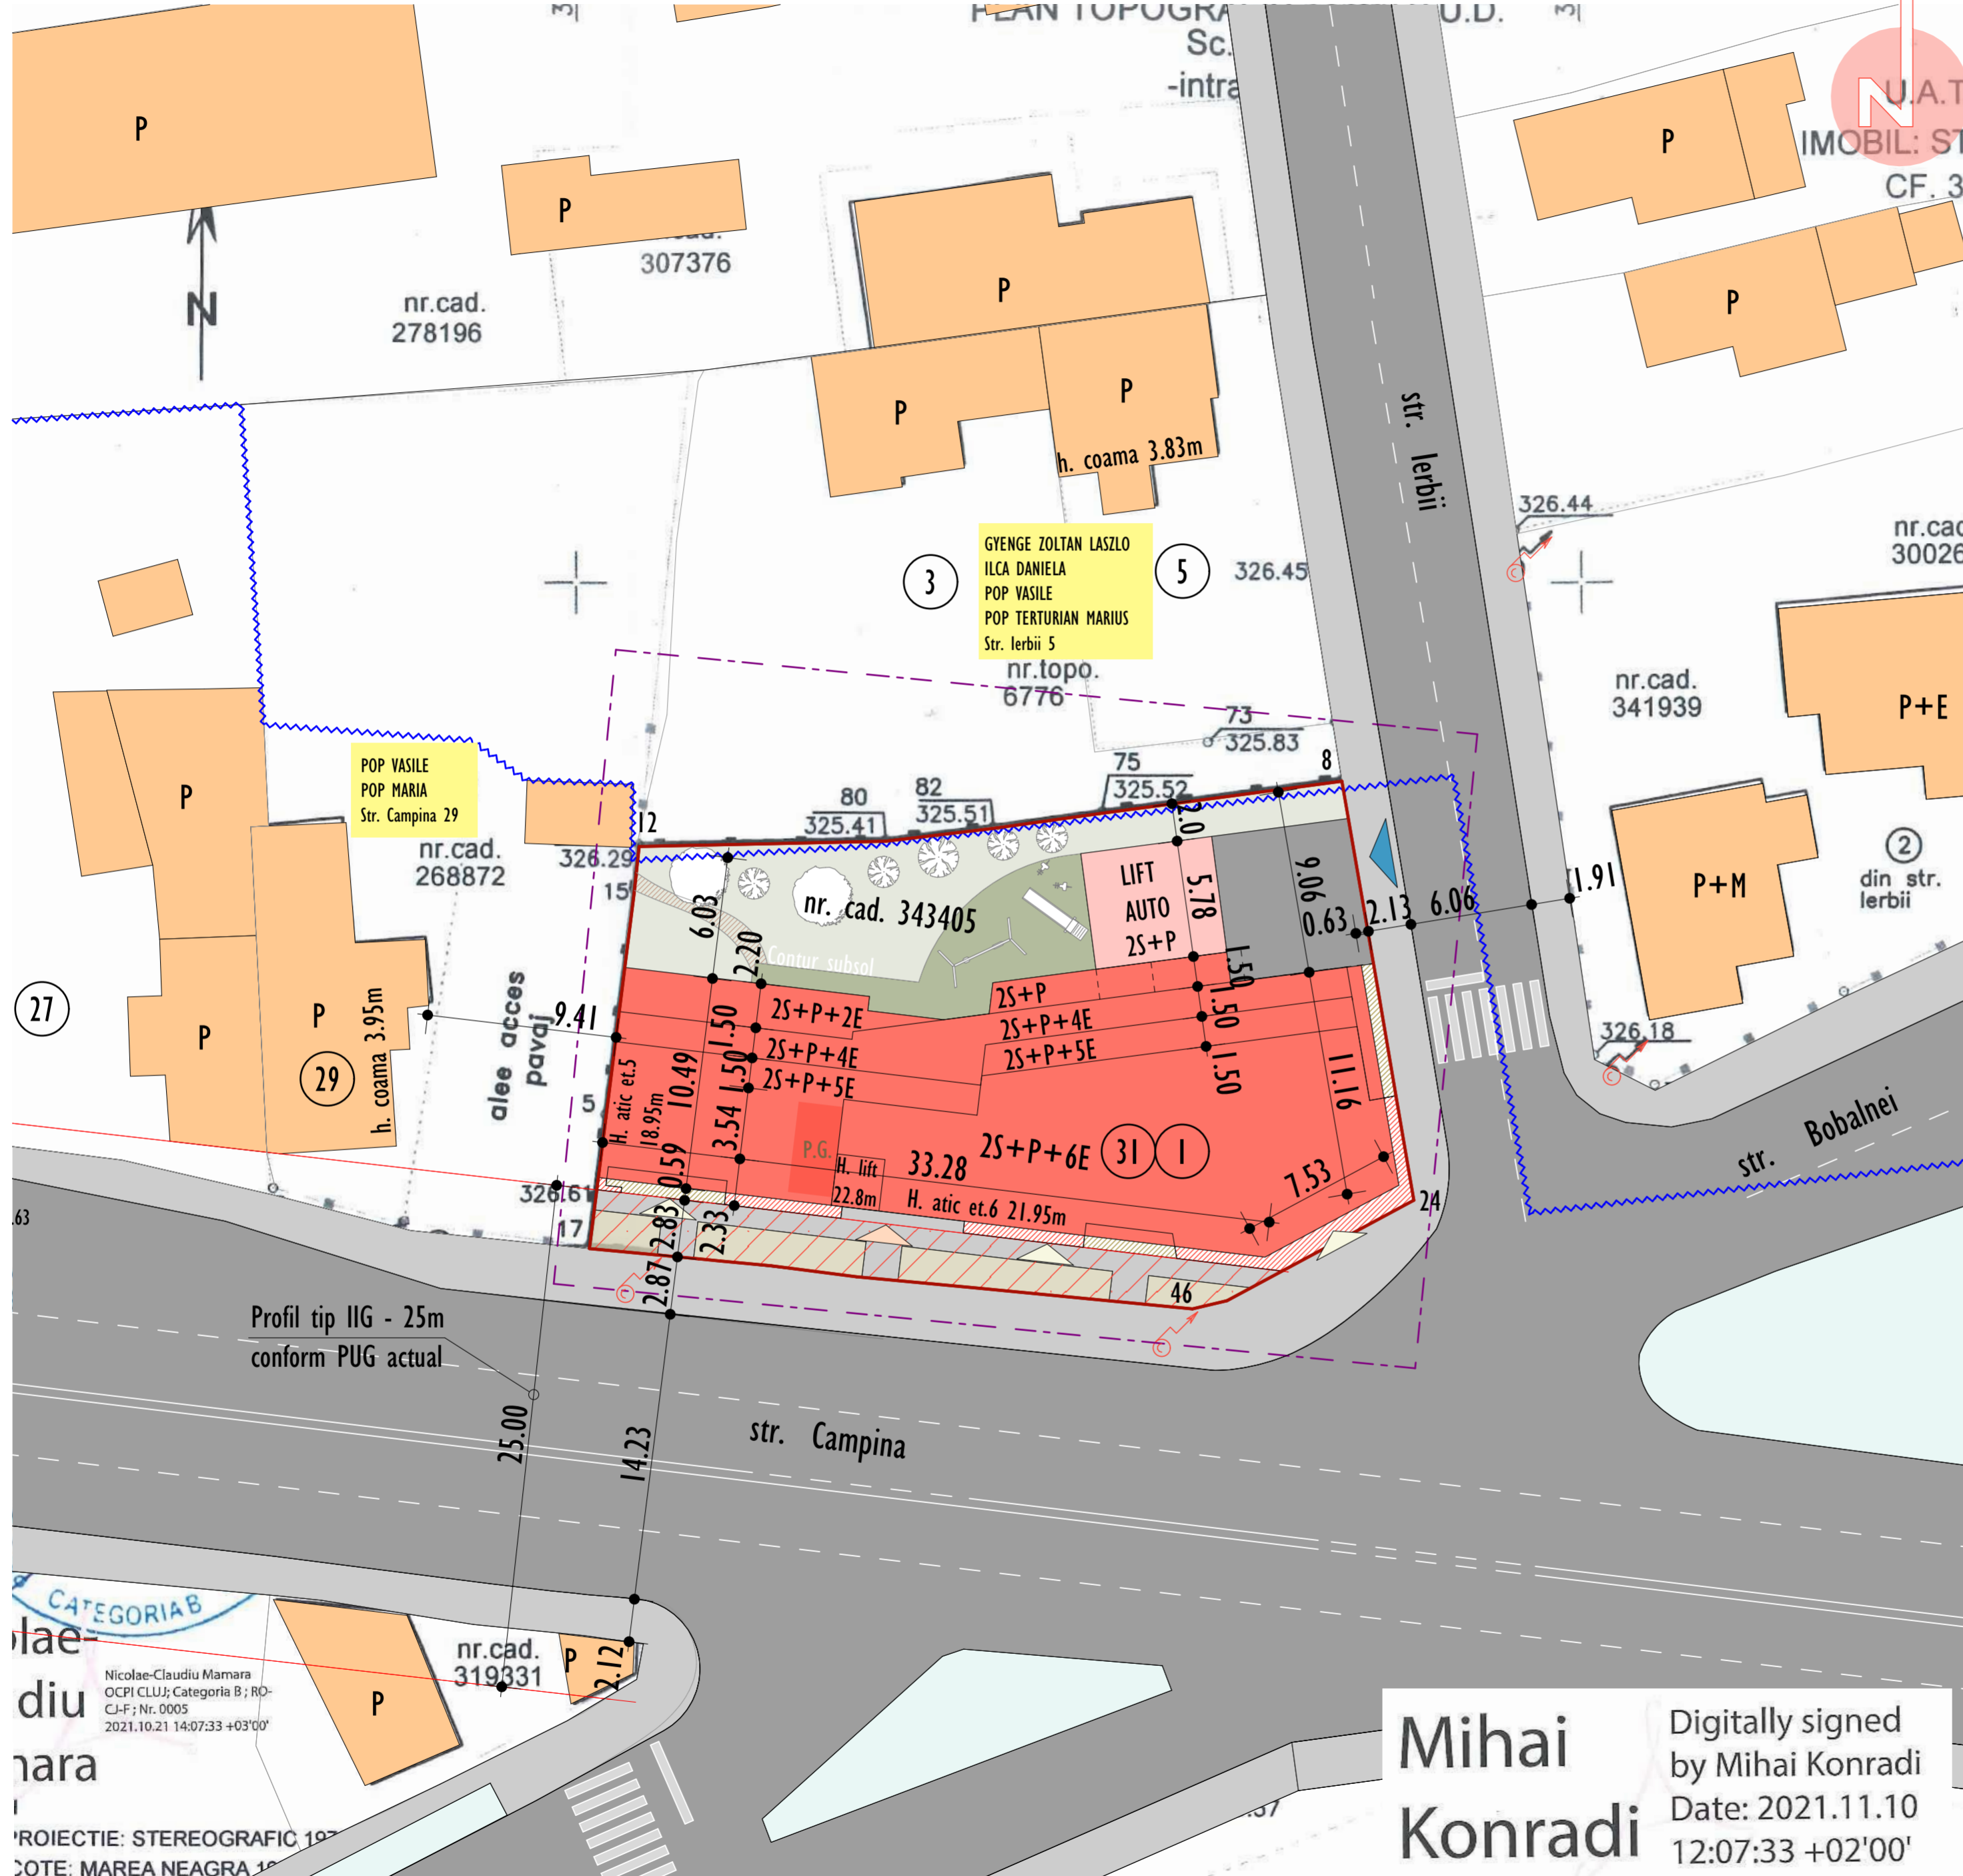 Sc.
-intra
U.D.
N
U.A.T
IMOBIL: ST
CF. 3
P
P
307376
P
P
P
N
nr.cad.
278196
P
P
h. coama 3.83m
str. Ierbii
326.44
nr.cad
30026
GYENGE ZOLTAN LASZLO
ILCA DANIELA
POP VASILE
POP TERTURIAN MARIUS
Str. Ierbii 5
3
5
326.45
nr.topo.
6776
nr.cad.
341939
P+E
73
325.83
8
75
325.52
82
325.51
80
325.41
12
326.29
15
POP VASILE
POP MARIA
Str. Campina 29
nr.cad.
268872
P
P+M
2
din str.
Ierbii
1.91
6.06
2.13
0.63
9.06
2.0
5.78
LIFT
AUTO
2S+P
nr. cad. 343405
6.03
2.20
Contur subsol
1.50
1.50
1.50
2S+P
2S+P+4E
2S+P+5E
2S+P+2E
2S+P+4E
2S+P+5E
1.50
1.50
10.49
3.54
0.59
9.41
27
P
P
29
h. coama 3.95m
alee acces
pavaj
5
H. atic et.5
18.95m
P.G.
H. lift
22.8m
33.28
2S+P+6E
31
1
H. atic et.6 21.95m
11.16
7.53
24
46
326.18
str. Bobalnei
326.61
17
2.83
2.33
2.87
.63
Profil tip IIG - 25m
conform PUG actual
25.00
14.23
str. Campina
CATEGORIA B
lae-
diu
nara
Nicolae-Claudiu Mamara
OCPI CLUJ; Categoria B ; RO-
CJ-F ; Nr. 0005
2021.10.21 14:07:33 +03'00'
P
nr.cad.
319331
P
2.12
PROIECTIE: STEREOGRAFIC 197
COTE: MAREA NEAGRA 19
.37
Mihai
Konradi
Digitally signed
by Mihai Konradi
Date: 2021.11.10
12:07:33 +02'00'